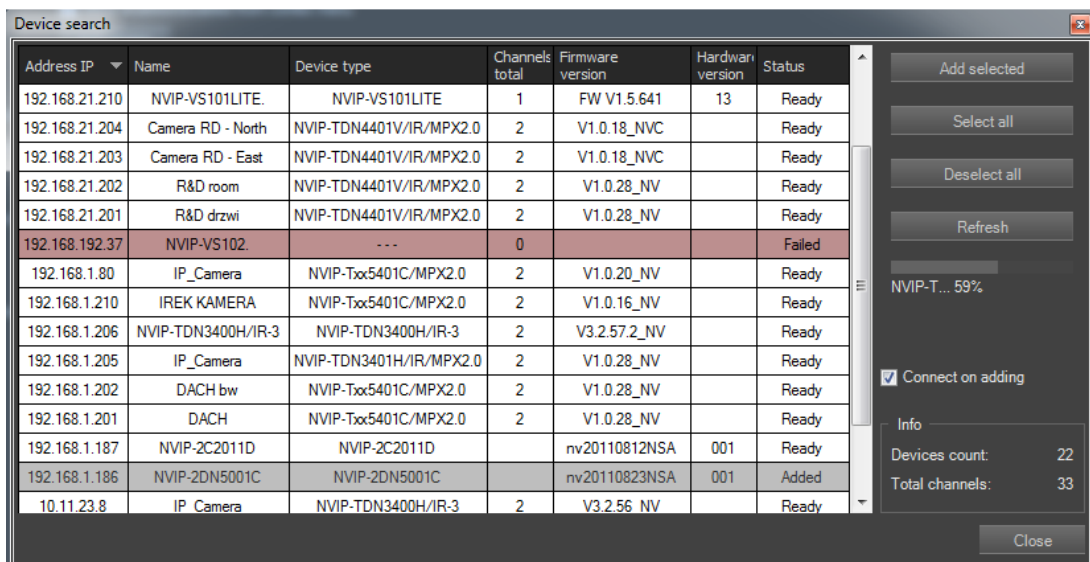 Device search
Address IP Name Device type Channels total Firmware version Hardwar version Status
192.168.21.210 NVIP-VS101LITE. NVIP-VS101LITE 1 FW V1.5.641 13 Ready
192.168.21.204 Camera RD - North NVIP-TDN4401V/IR/MPX2.0 2 V1.0.18_NVC Ready
192.168.21.203 Camera RD - East NVIP-TDN4401V/IR/MPX2.0 2 V1.0.18_NVC Ready
192.168.21.202 R&D room NVIP-TDN4401V/IR/MPX2.0 2 V1.0.28_NV Ready
192.168.21.201 R&D drzwi NVIP-TDN4401V/IR/MPX2.0 2 V1.0.28_NV Ready
192.168.192.37 NVIP-VS102. --- 0 Failed
192.168.1.80 IP_Camera NVIP-Txx5401C/MPX2.0 2 V1.0.20_NV Ready
192.168.1.210 IREK KAMERA NVIP-Txx5401C/MPX2.0 2 V1.0.16_NV Ready
192.168.1.206 NVIP-TDN3400H/IR-3 NVIP-TDN3400H/IR-3 2 V3.2.57.2_NV Ready
192.168.1.205 IP_Camera NVIP-TDN3401H/IR/MPX2.0 2 V1.0.28_NV Ready
192.168.1.202 DACH bw NVIP-Txx5401C/MPX2.0 2 V1.0.28_NV Ready
192.168.1.201 DACH NVIP-Txx5401C/MPX2.0 2 V1.0.28_NV Ready
192.168.1.187 NVIP-2C2011D NVIP-2C2011D nv20110812NSA 001 Ready
192.168.1.186 NVIP-2DN5001C NVIP-2DN5001C nv20110823NSA 001 Added
10.11.23.8 IP_Camera NVIP-TDN3400H/IR-3 2 V3.2.56_NV Ready
Add selected
Select all
Deselect all
Refresh
NVIP-T... 59%
Connect on adding
Info
Devices count: 22
Total channels: 33
Close